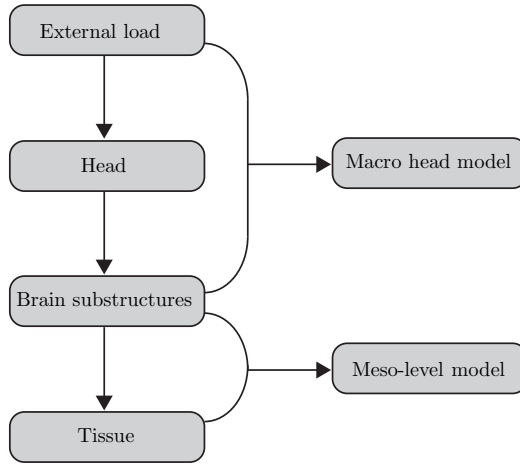 External load
Head
Macro head model
Brain substructures
Meso-level model
Tissue